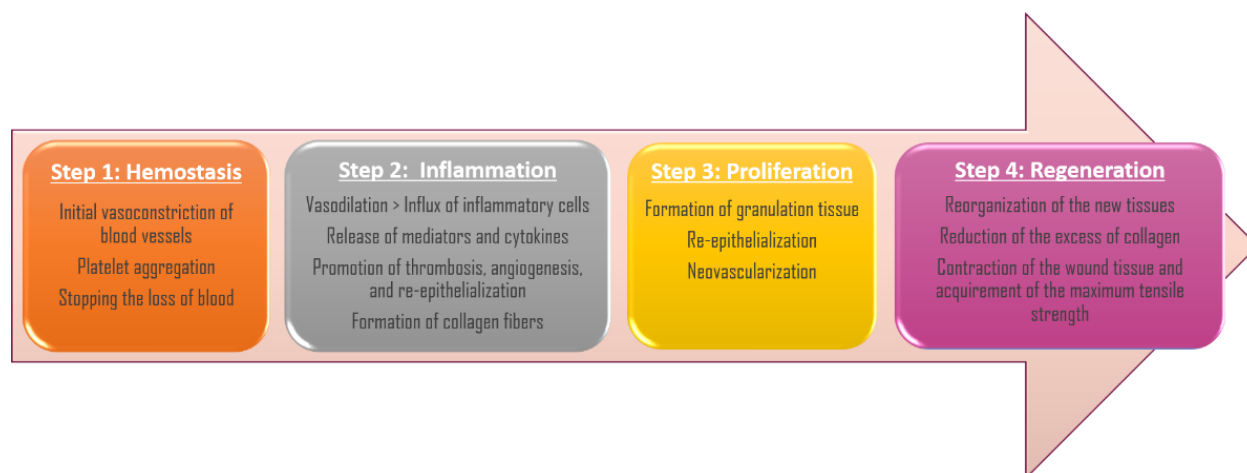 Step 1: Hemostasis
Initial vasoconstriction of
blood vessels
Platelet aggregation
Stopping the loss of blood
Step 2: Inflammation
Vasodilation > Influx of inflammatory cells
Release of mediators and cytokines
Promotion of thrombosis, angiogenesis,
and re-epithelialization
Formation of collagen fibers
Step 3: Proliferation
Formation of granulation tissue
Re-epithelialization
Neovascularization
Step 4: Regeneration
Reorganization of the new tissues
Reduction of the excess of collagen
Contraction of the wound tissue and
acquirement of the maximum tensile
strength